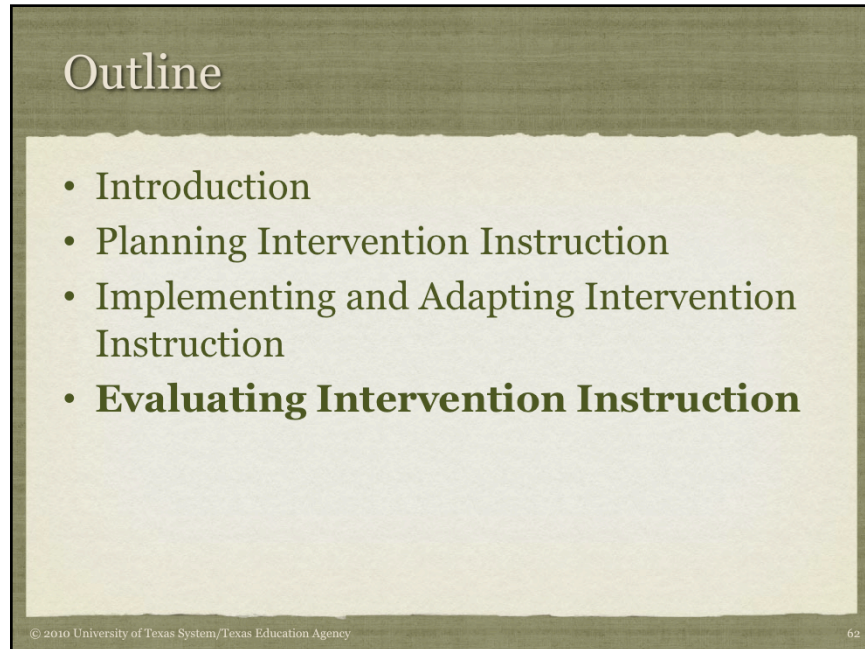 Outline
• Introduction
• Planning Intervention Instruction
• Implementing and Adapting Intervention
Instruction
• Evaluating Intervention Instruction
© 2010 University of Texas System/Texas Education Agency
62